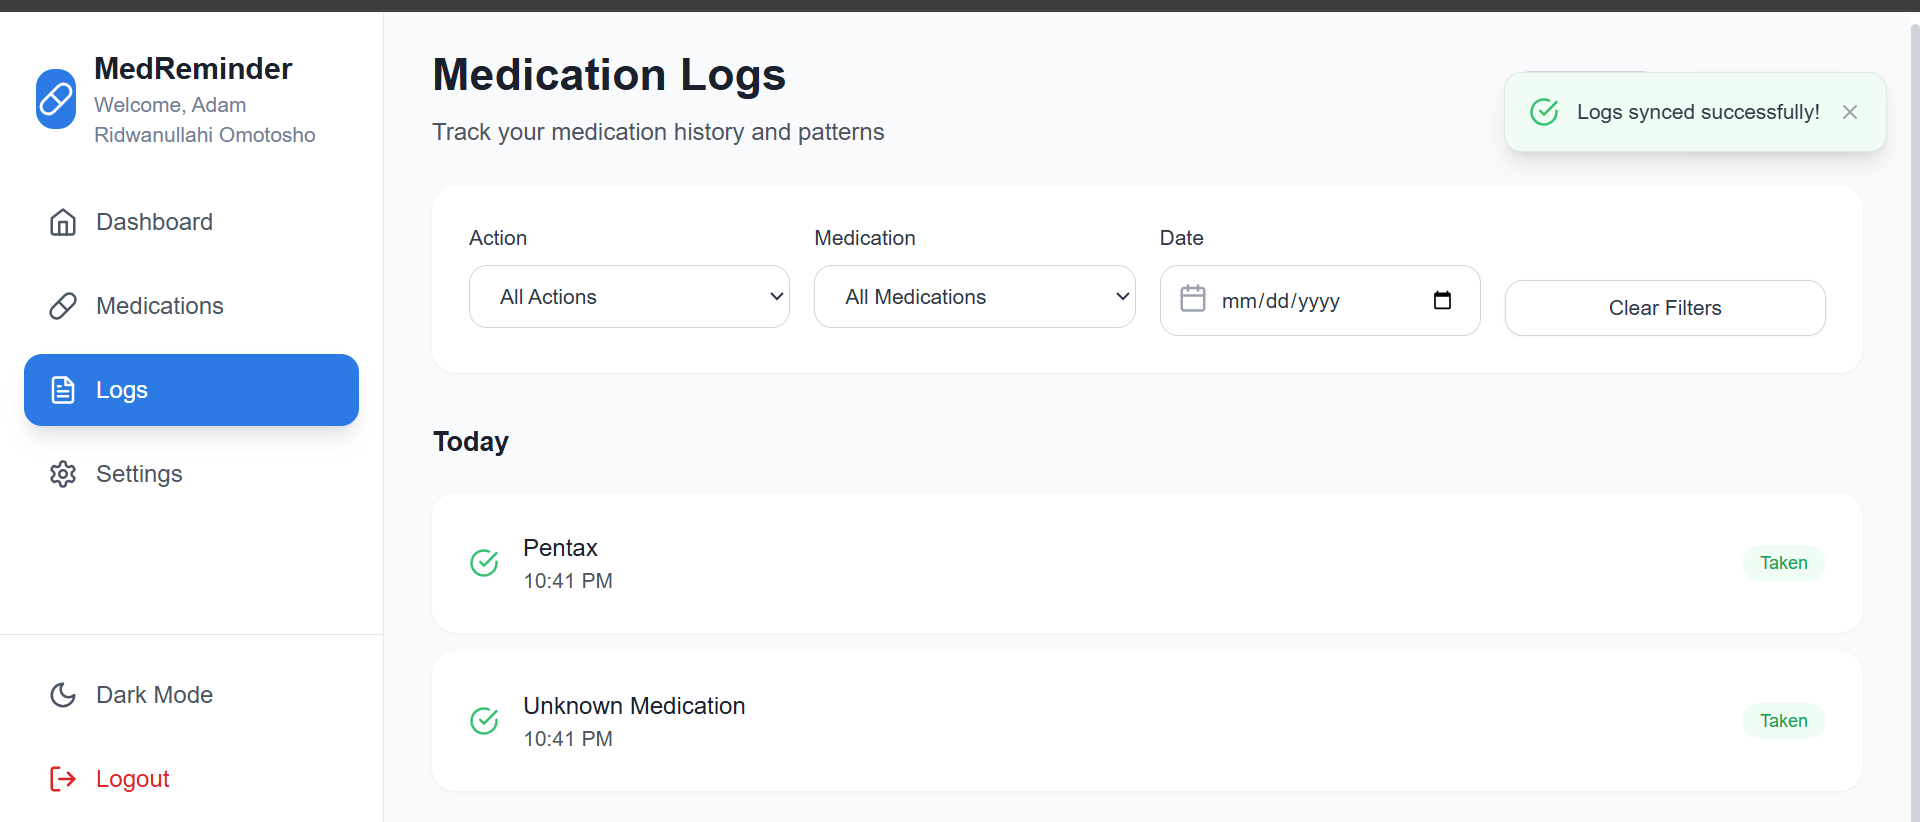 MedReminder
Welcome, Adam
Ridwanullahi Omotosho
Dashboard
Medications
Logs
Settings
Dark Mode
Logout
Medication Logs
Track your medication history and patterns
Logs synced successfully!
Action
All Actions
Medication
All Medications
Date
mm/dd/yyyy
Clear Filters
Today
Pentax
10:41 PM
Taken
Unknown Medication
10:41 PM
Taken